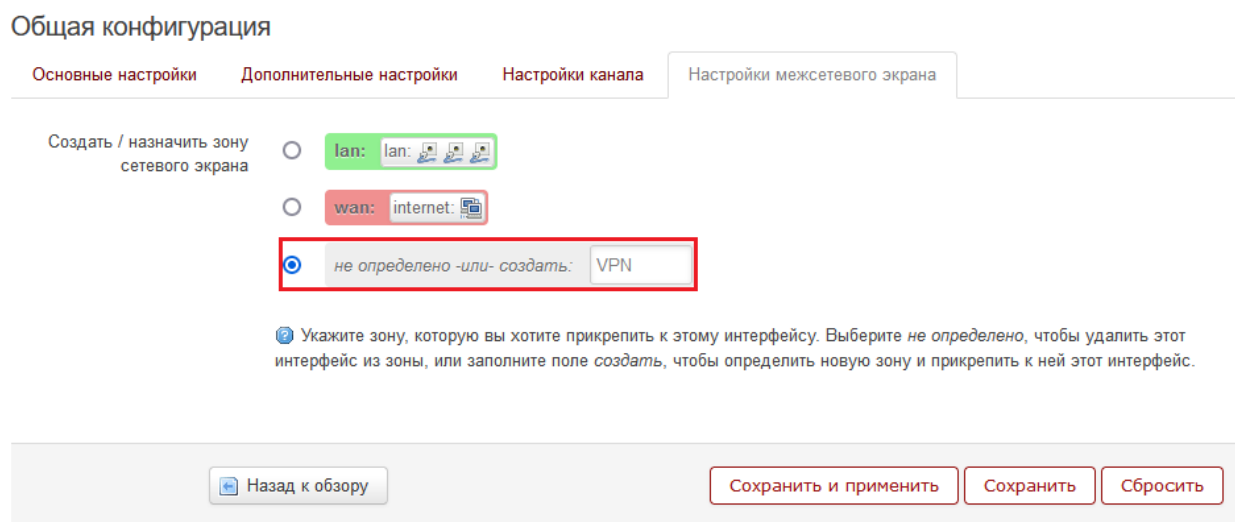 Общая конфигурация
Основные настройки Дополнительные настройки Настройки канала Настройки межсетевого экрана
Создать / назначить зону
сетевого экрана
lan: lan:
wan: internet:
не определено -или- создать: VPN
Укажите зону, которую вы хотите прикрепить к этому интерфейсу. Выберите не определено, чтобы удалить этот
интерфейс из зоны, или заполните поле создать, чтобы определить новую зону и прикрепить к ней этот интерфейс.
Назад к обзору Сохранить и применить Сохранить Сбросить